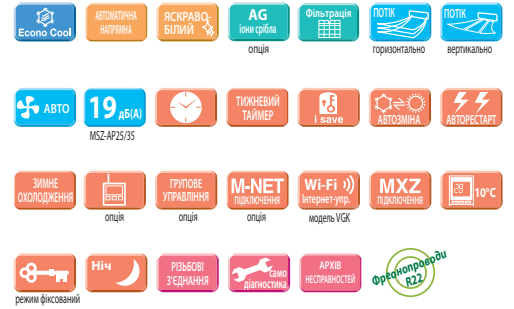 Econo Cool
АВТОМАТИЧНА
НАПРЯМНА
ЯСКРАВО-
БІЛИЙ
AG
іони срібла
опція
Фільтрація
ПОТІК
горизонтально
ПОТІК
вертикально
АВТО
19 дБ(А)
MSZ-AP25/35
ТИЖНЕВИЙ
ТАЙМЕР
i save
АВТОЗМІНА
АВТОРЕСТАРТ
ЗИМНЕ
ОХОЛОДЖЕННЯ
опція
ГРУПОВЕ
УПРАВЛІННЯ
опція
M-NET
ПІДКЛЮЧЕННЯ
опція
Wi-Fi
Інтернет-упр.
модель VGK
MXZ
ПІДКЛЮЧЕННЯ
10°C
режим фіксований
Ніч
РІЗЬБОВІ
З'ЄДНАННЯ
само
діагностика
АРХІВ
НЕСПРАВНОСТЕЙ
Фреонопроводи
R22